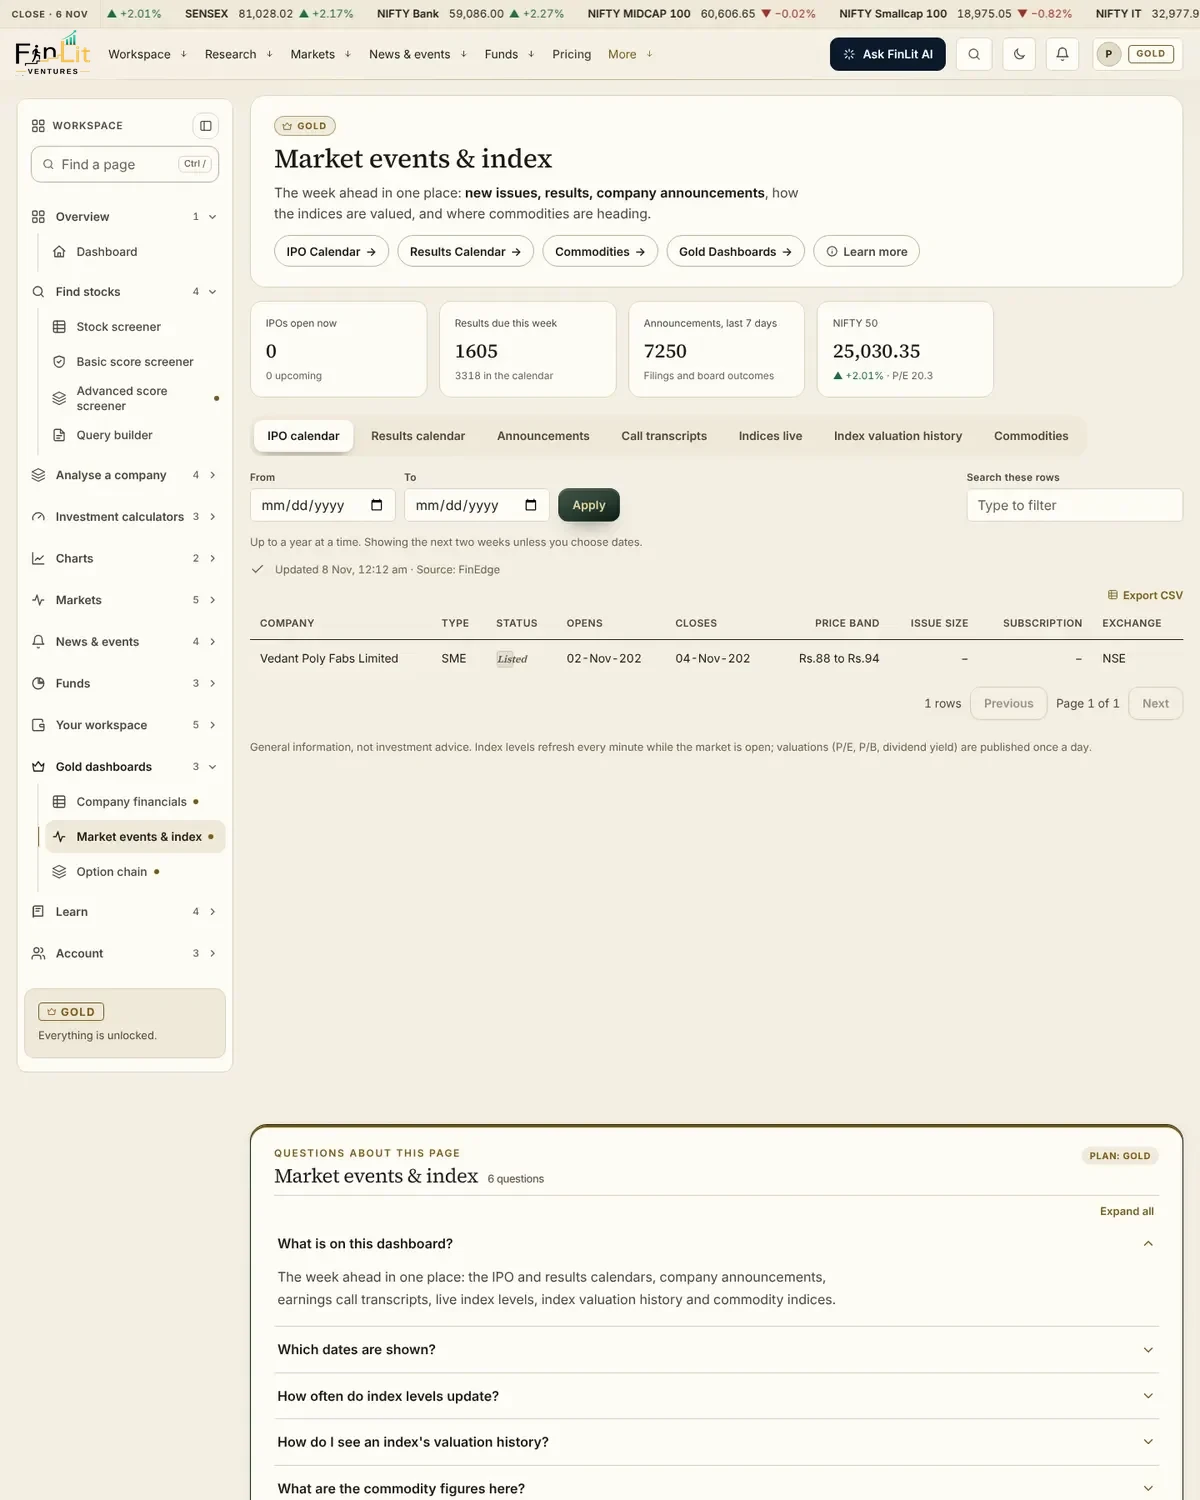 CLOSE · 6 NOV ▲ +2.01% SENSEX 81,028.02 ▲ +2.17% NIFTY Bank 59,086.00 ▲ +2.27% NIFTY MIDCAP 100 60,606.65 ▼ −0.02% NIFTY Smallcap 100 18,975.05 ▼ −0.82% NIFTY IT 32,977.9
FinLit
VENTURES
Workspace Research Markets News & events Funds Pricing More
Ask FinLit AI
P GOLD
WORKSPACE
Find a page Ctrl /
Overview 1
Dashboard
Find stocks 4
Stock screener
Basic score screener
Advanced score
screener
Query builder
Analyse a company 4
Investment calculators 3
Charts 2
Markets 5
News & events 4
Funds 3
Your workspace 5
Gold dashboards 3
Company financials
Market events & index
Option chain
Learn 4
Account 3
GOLD
Everything is unlocked.
GOLD
Market events & index
The week ahead in one place: new issues, results, company announcements, how
the indices are valued, and where commodities are heading.
IPO Calendar → Results Calendar → Commodities → Gold Dashboards → Learn more
IPOs open now
0
0 upcoming
Results due this week
1605
3318 in the calendar
Announcements, last 7 days
7250
Filings and board outcomes
NIFTY 50
25,030.35
▲ +2.01% · P/E 20.3
IPO calendar Results calendar Announcements Call transcripts Indices live Index valuation history Commodities
From To Search these rows
mm/dd/yyyy mm/dd/yyyy Apply Type to filter
Up to a year at a time. Showing the next two weeks unless you choose dates.
Updated 8 Nov, 12:12 am · Source: FinEdge
Export CSV
COMPANY TYPE STATUS OPENS CLOSES PRICE BAND ISSUE SIZE SUBSCRIPTION EXCHANGE
Vedant Poly Fabs Limited SME Listed 02-Nov-202 04-Nov-202 Rs.88 to Rs.94 – – NSE
1 rows Previous Page 1 of 1 Next
General information, not investment advice. Index levels refresh every minute while the market is open; valuations (P/E, P/B, dividend yield) are published once a day.
QUESTIONS ABOUT THIS PAGE
Market events & index 6 questions
PLAN: GOLD
Expand all
What is on this dashboard?
The week ahead in one place: the IPO and results calendars, company announcements,
earnings call transcripts, live index levels, index valuation history and commodity indices.
Which dates are shown?
How often do index levels update?
How do I see an index's valuation history?
What are the commodity figures here?